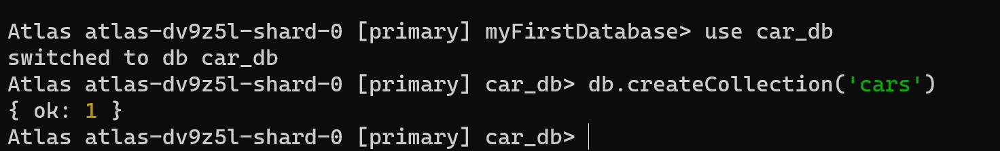 Atlas atlas-dv9z5l-shard-0 [primary] myFirstDatabase> use car_db
switched to db car_db
Atlas atlas-dv9z5l-shard-0 [primary] car_db> db.createCollection('cars')
{ ok: 1 }
Atlas atlas-dv9z5l-shard-0 [primary] car_db>